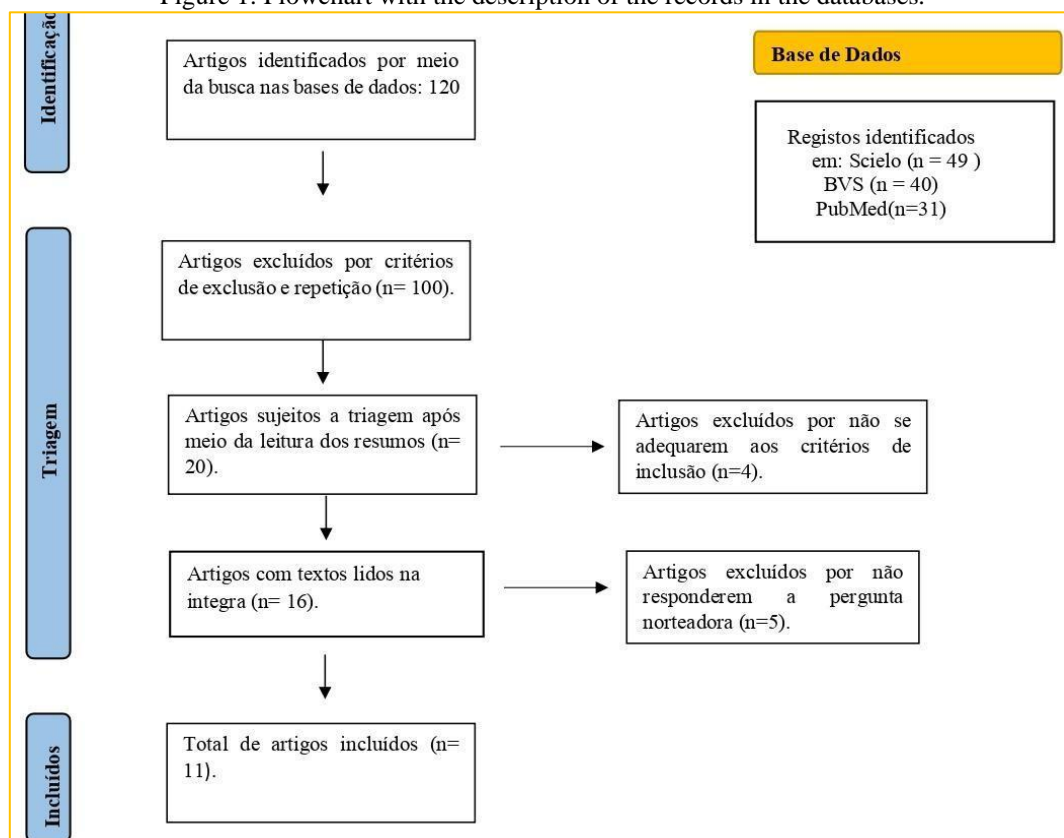 Figure 1. Flowchart with the description of the records in the databases.
Identificação
Artigos identificados por meio
da busca nas bases de dados: 120
Base de Dados
Registos identificados
em: Scielo (n = 49 )
BVS (n = 40)
PubMed(n=31)
Triagem
Artigos excluídos por critérios
de exclusão e repetição (n= 100).
Artigos sujeitos a triagem após
meio da leitura dos resumos (n=
20).
Artigos excluídos por não se
adequarem aos critérios de
inclusão (n=4).
Artigos com textos lidos na
integra (n= 16).
Artigos excluídos por não
responderem a pergunta
norteadora (n=5).
Incluídos
Total de artigos incluídos (n=
11).